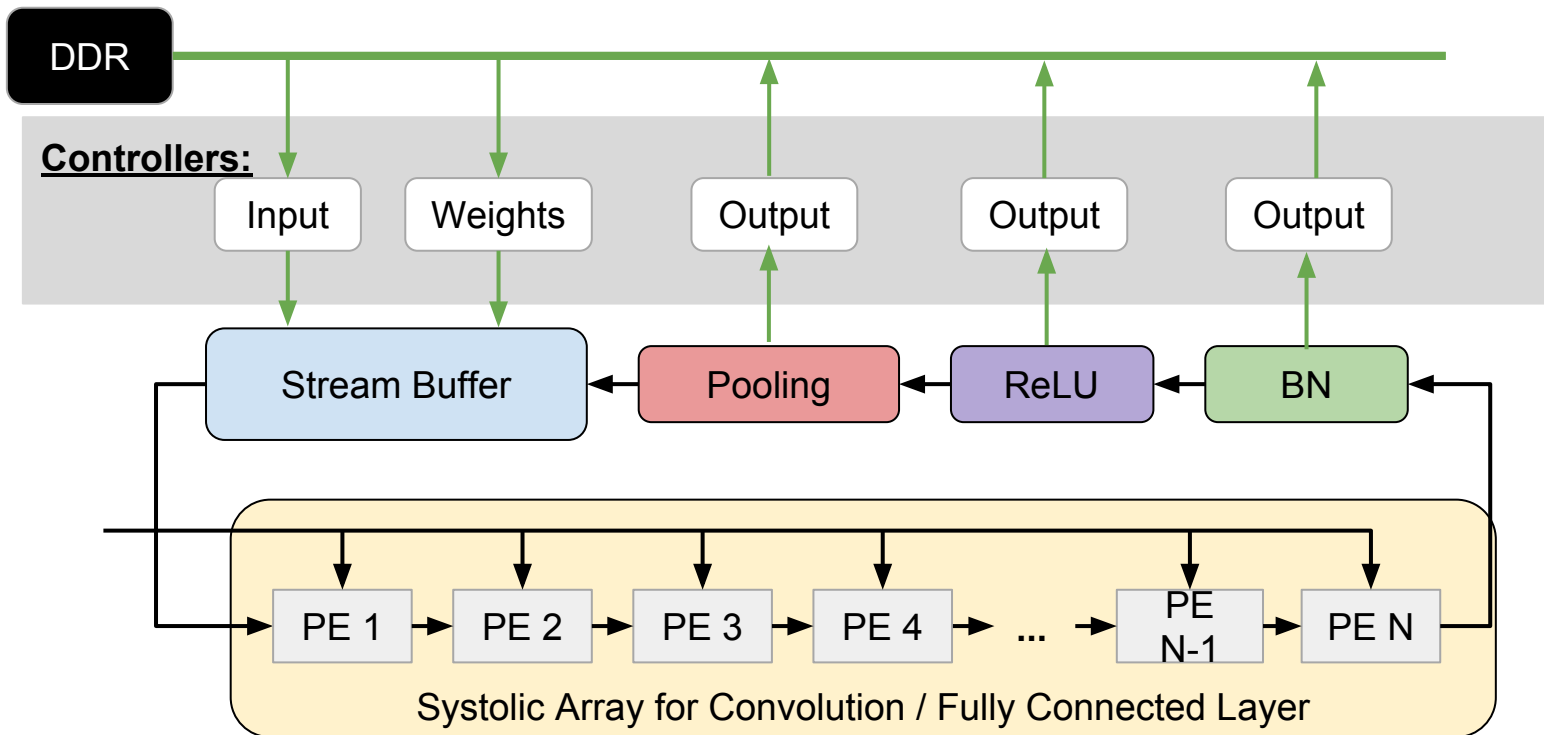 DDR
Controllers:
Input
Weights
Output
Output
Output
Stream Buffer
Pooling
ReLU
BN
PE 1
PE 2
PE 3
PE 4
...
PE
N-1
PE N
Systolic Array for Convolution / Fully Connected Layer